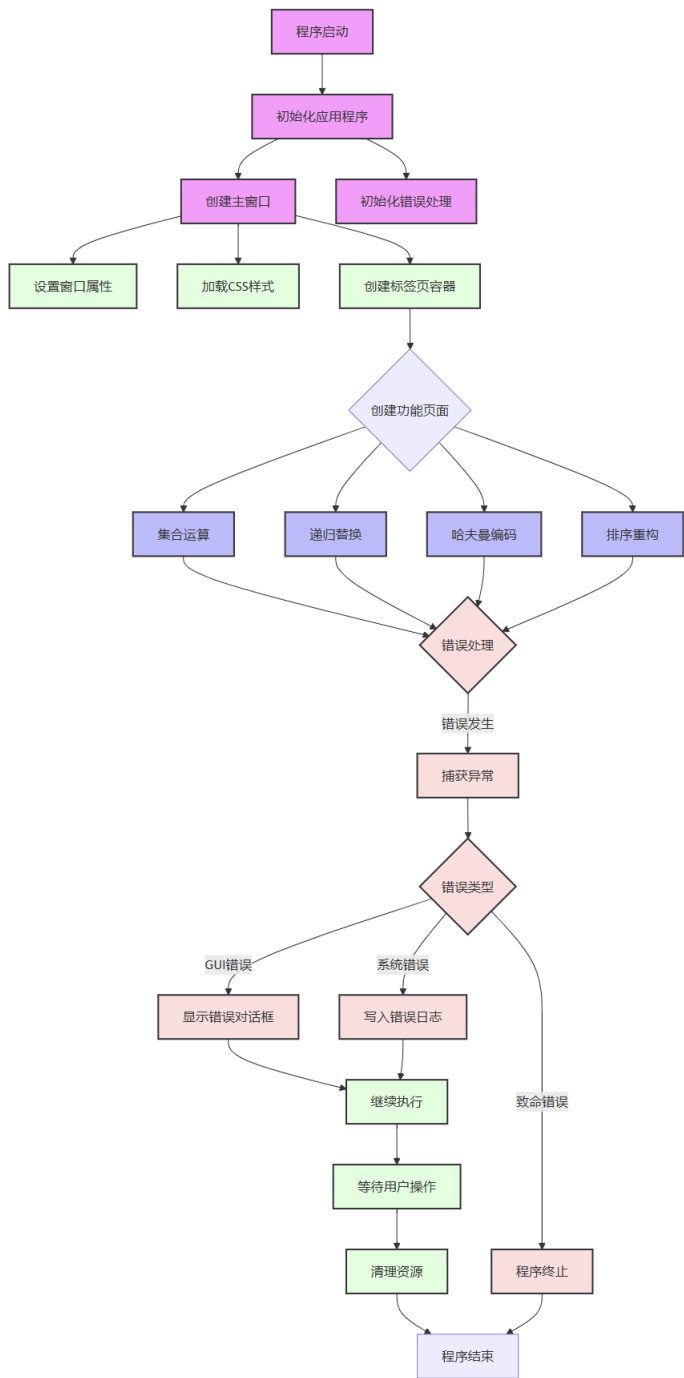 程序启动
初始化应用程序
创建主窗口
初始化错误处理
设置窗口属性
加载CSS样式
创建标签页容器
创建功能页面
集合运算
递归替换
哈夫曼编码
排序重构
错误处理
错误发生
捕获异常
错误类型
GUI错误
系统错误
显示错误对话框
写入错误日志
继续执行
致命错误
等待用户操作
清理资源
程序终止
程序结束